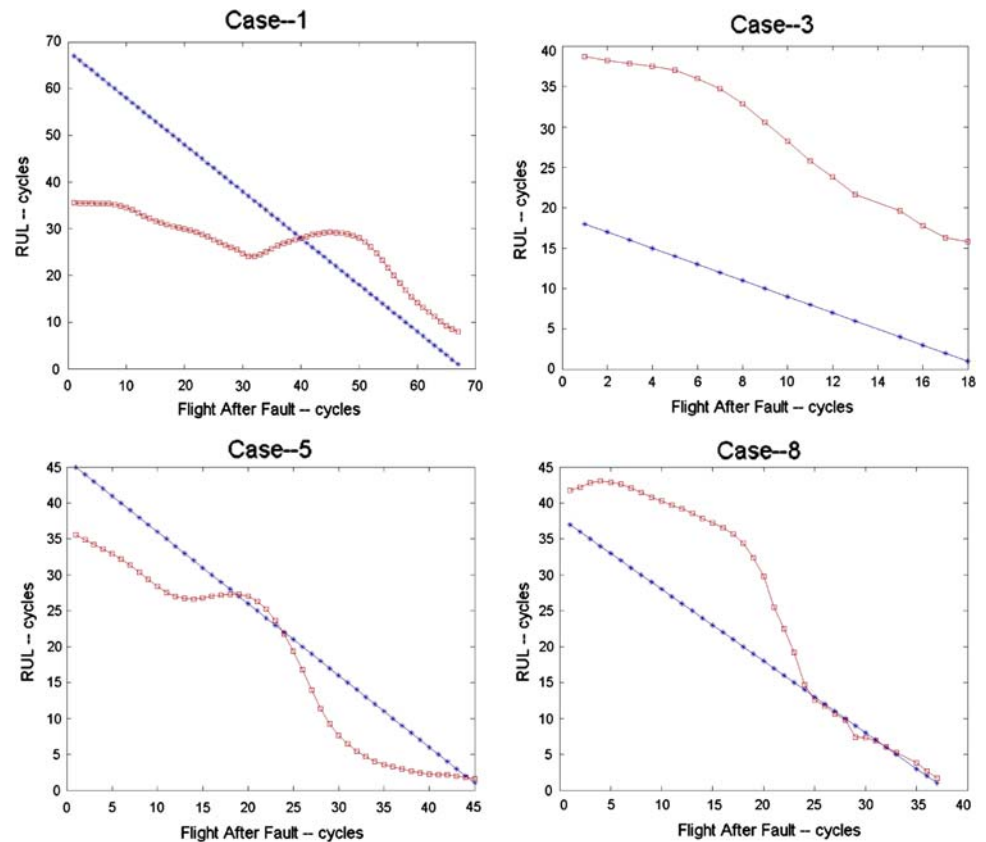 Case--1
70
60
50
40
30
20
10
0
RUL -- cycles
0 10 20 30 40 50 60 70
Flight After Fault -- cycles
Case--3
40
35
30
25
20
15
10
5
0
RUL -- cycles
0 2 4 6 8 10 12 14 16 18
Flight After Fault -- cycles
Case--5
45
40
35
30
25
20
15
10
5
0
RUL -- cycles
0 5 10 15 20 25 30 35 40 45
Flight After Fault -- cycles
Case--8
45
40
35
30
25
20
15
10
5
0
RUL -- cycles
0 5 10 15 20 25 30 35 40
Flight After Fault -- cycles